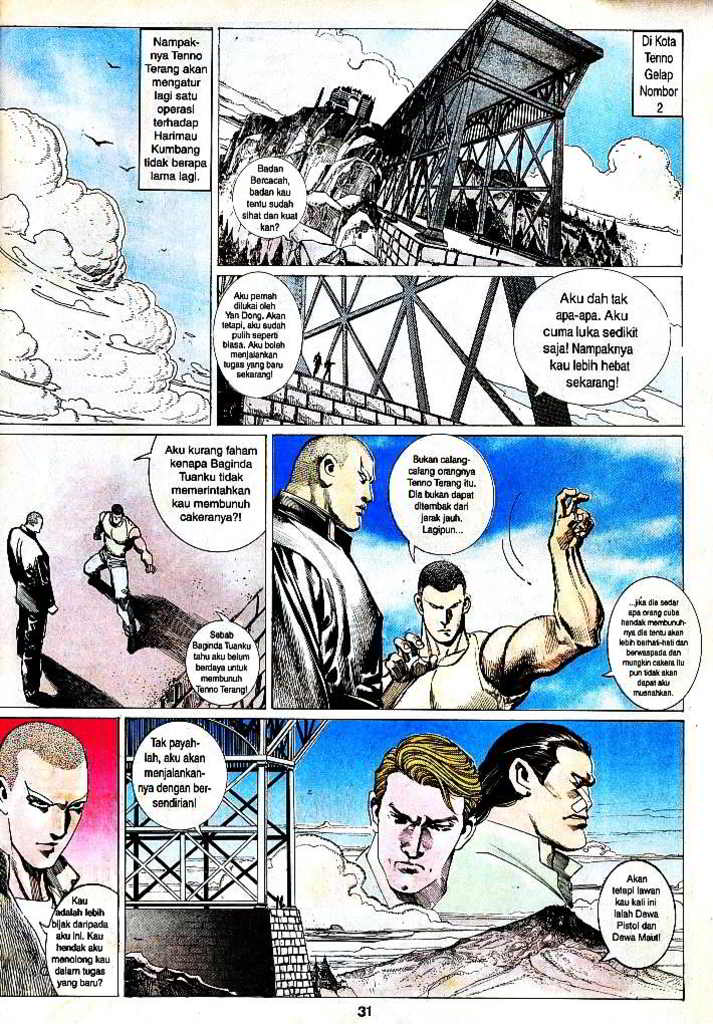 Nampak-
nya Tenno
Terang akan
mengatur
lagi satu
operasi
terhadap
Harimau
Kumbang
tidak berapa
lama lagi.
Di Kota
Tenno
Gelap
Nombor
2
Badan
Bercacah,
badan kau
tentu sudah
sihat dan kuat
kan?
Aku pernah
dilukai oleh
Yan Dong. Akan
tetapi, aku sudah
pulih seperti
biasa. Aku boleh
menjalankan
tugas yang baru
sekarang!
Aku dah tak
apa-apa. Aku
cuma luka sedikit
saja! Nampaknya
kau lebih hebat
sekarang!
Aku kurang faham
kenapa Baginda
Tuanku tidak
memerintahkan
kau membunuh
cakeranya?!
Sebab
Baginda Tuanku
tahu aku belum
berdaya untuk
membunuh
Tenno Terang!
Bukan calang-
calang orangnya
Tenno Terang itu.
Dia bukan dapat
ditembak dari
jarak jauh.
Lagipun...
...jika dia sedar
apa orang cuba
hendak membunuh-
nya dia tentu akan
lebih berhati-hati dan
berwaspada dan
mungkin cakera itu
pun tidak akan
dapat aku
musnahkan.
Kau
adalah lebih
bijak daripada
aku ini. Kau
hendak aku
menolong kau
dalam tugas
yang baru?
Tak payah-
lah, aku akan
menjalankan-
nya dengan ber-
sendirian!
Akan
tetapi lawan
kau kali ini
ialah Dewa
Pistol dan
Dewa Maut!
31